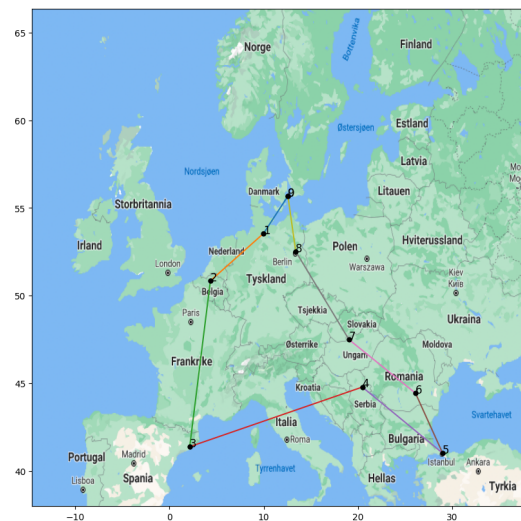 65
60
55
50
45
40
−10
0
10
20
30
Norge
Finland
Bottenvika
Estland
Østersjøen
Latvia
Nordsjøen
Danmark
0
Litauen
Storbritannia
1
Hviterussland
Irland
Nederland
8
Polen
London
2
Berlin
Warszawa
Belgia
Tyskland
Kiev
Київ
Paris
Tsjekkia
Slovakia
Ukraina
7
Frankrike
Østerrike
Ungarn
Moldova
Kroatia
4
Romania
6
Serbia
Svartehavet
Italia
3
Roma
Bulgaria
Portugal
Madrid
5
Istanbul
Ankara
Lisboa
Spania
Tyrrenhavet
Hellas
Tyrkia